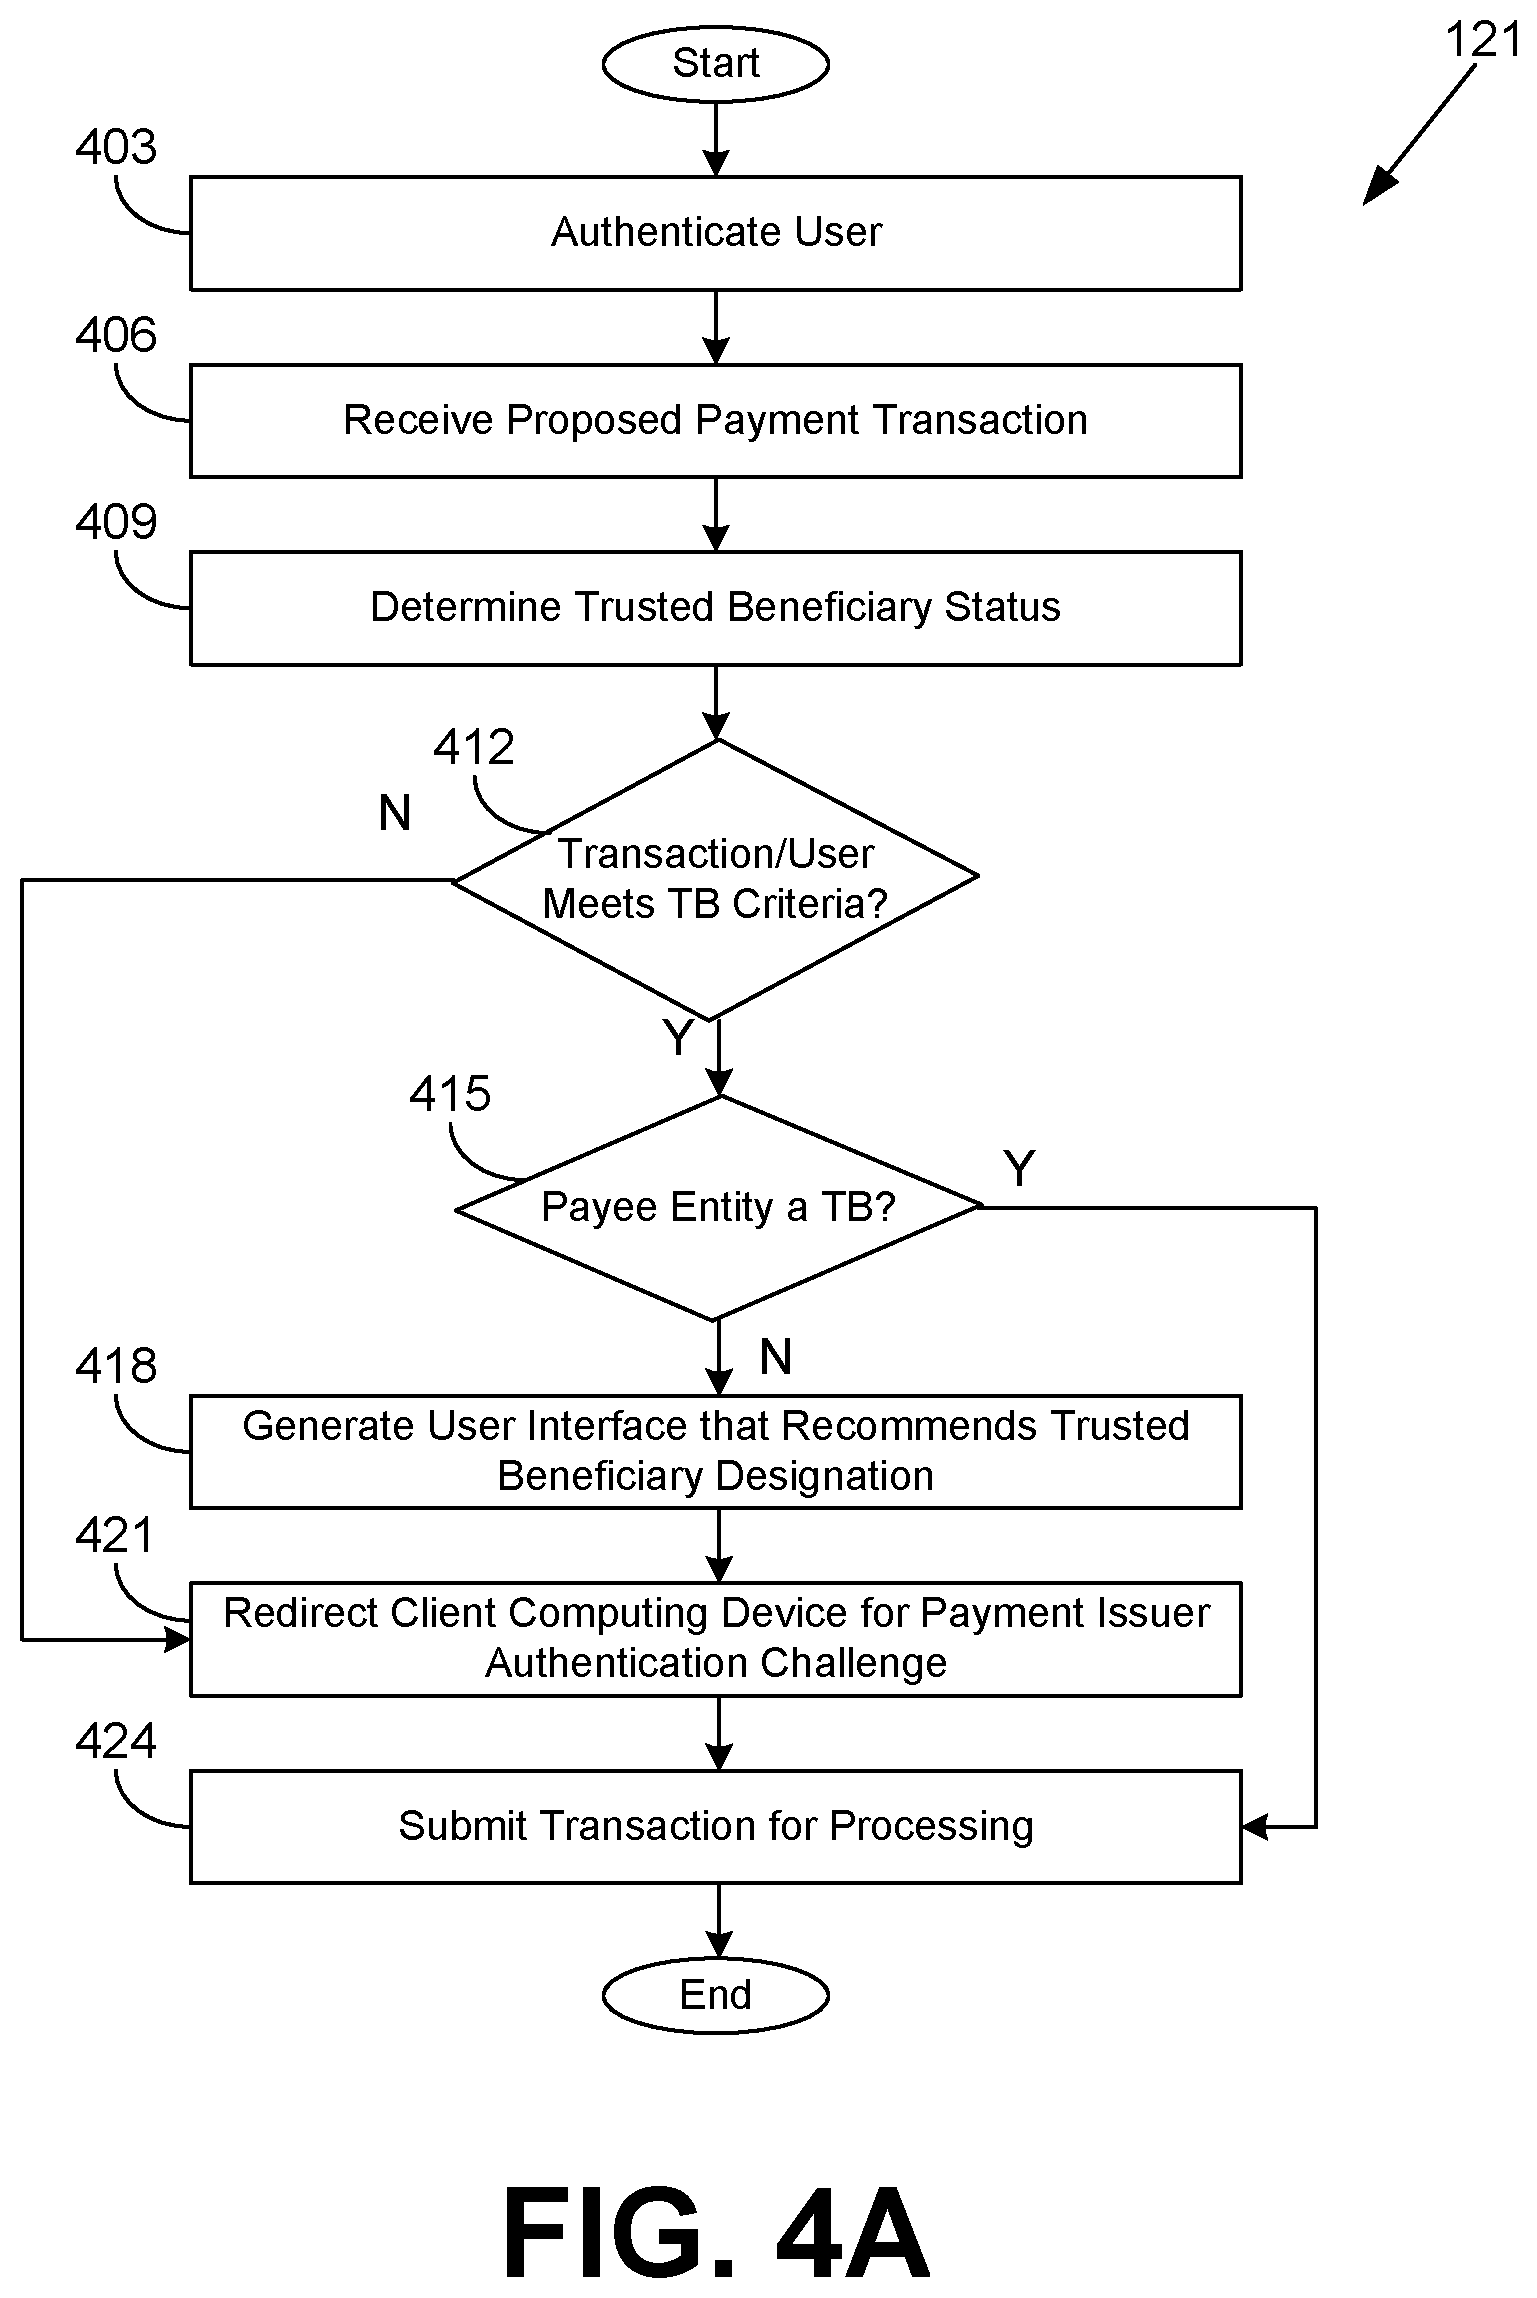 121
Start
403
Authenticate User
406
Receive Proposed Payment Transaction
409
Determine Trusted Beneficiary Status
412
N
Transaction/User
Meets TB Criteria?
Y
415
Y
Payee Entity a TB?
N
418
Generate User Interface that Recommends Trusted
Beneficiary Designation
421
Redirect Client Computing Device for Payment Issuer
Authentication Challenge
424
Submit Transaction for Processing
End
FIG. 4A